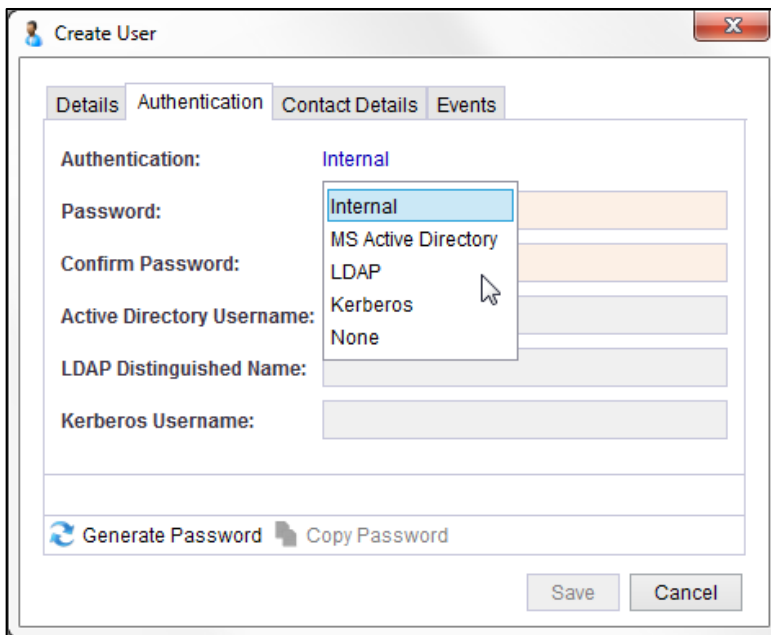 Create User
Details Authentication Contact Details Events
Authentication: Internal
Password:
Internal
MS Active Directory
Confirm Password:
LDAP
Kerberos
Active Directory Username:
None
LDAP Distinguished Name:
Kerberos Username:
Generate Password Copy Password
Save Cancel